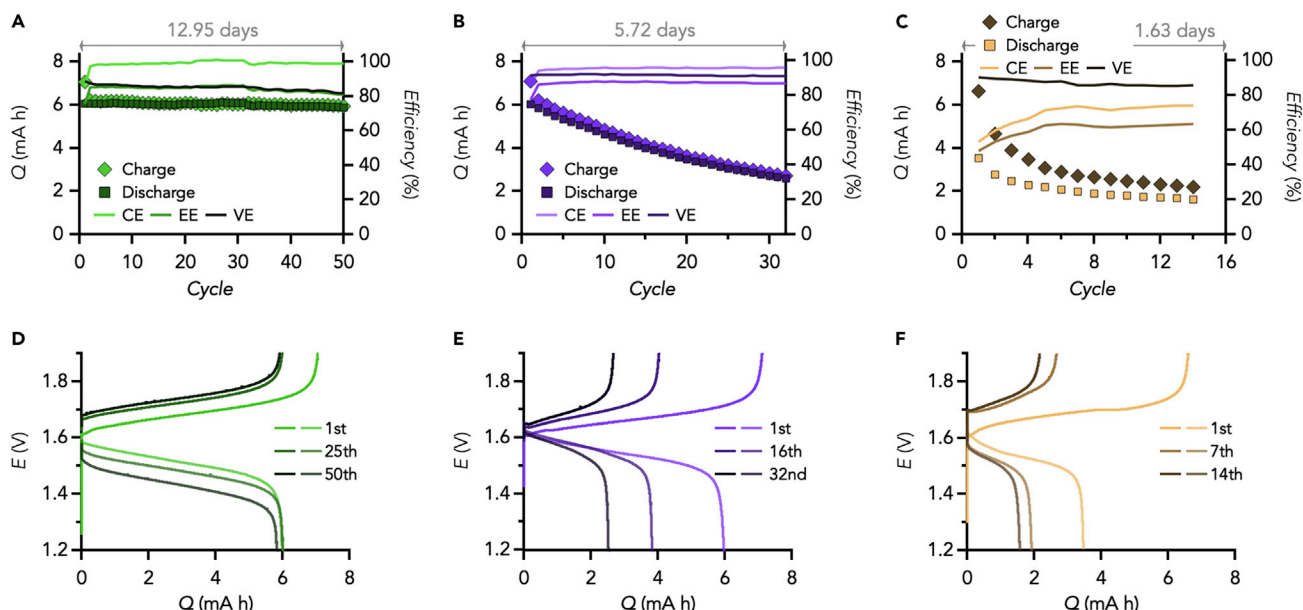 A
12.95 days
8
6
4
2
0
Q (mA h)
100
80
60
40
20
0
Efficiency (%)
Charge
Discharge
CE EE VE
0 10 20 30 40 50
Cycle
B
5.72 days
8
6
4
2
0
Q (mA h)
100
80
60
40
20
0
Efficiency (%)
Charge
Discharge
CE EE VE
0 10 20 30
Cycle
C
Charge
Discharge
CE EE VE
1.63 days
8
6
4
2
0
Q (mA h)
100
80
60
40
20
0
Efficiency (%)
0 4 8 12 16
Cycle
D
1.8
1.6
1.4
1.2
E (V)
1st
25th
50th
0 2 4 6 8
Q (mA h)
E
1.8
1.6
1.4
1.2
E (V)
1st
16th
32nd
0 2 4 6 8
Q (mA h)
F
1.8
1.6
1.4
1.2
E (V)
1st
7th
14th
0 2 4 6 8
Q (mA h)